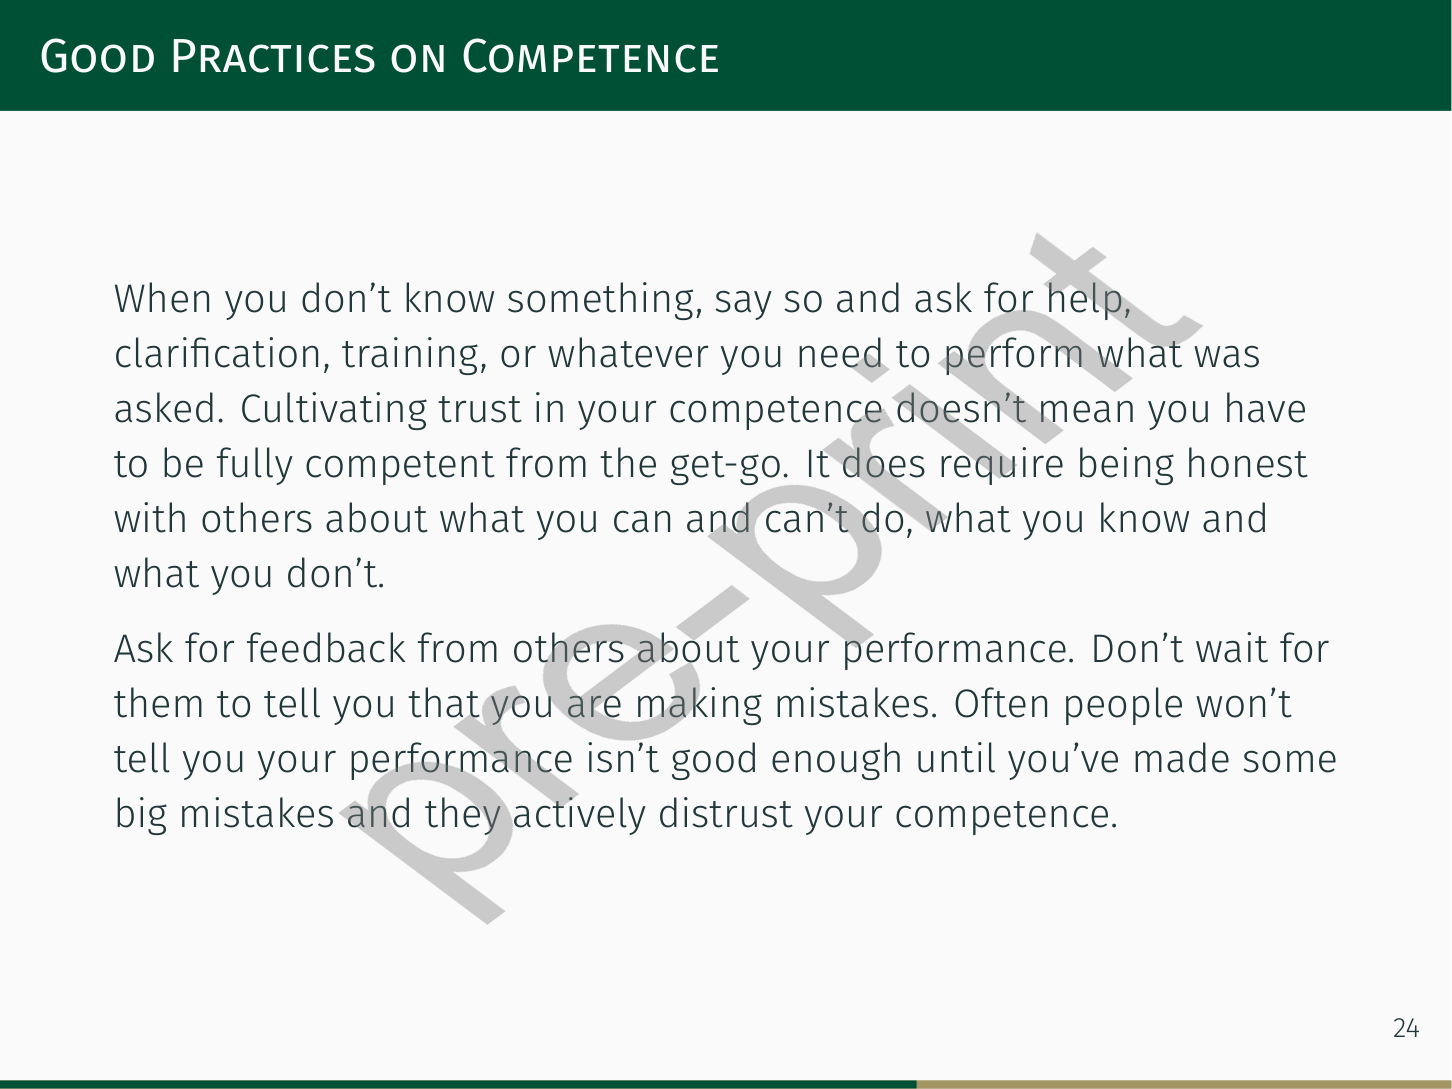 Good Practices on Competence
When you don’t know something, say so and ask for help,
clarification, training, or whatever you need to perform what was
asked. Cultivating trust in your competence doesn’t mean you have
to be fully competent from the get-go. It does require being honest
with others about what you can and can’t do, what you know and
what you don’t.
Ask for feedback from others about your performance. Don’t wait for
them to tell you that you are making mistakes. Often people won’t
tell you your performance isn’t good enough until you’ve made some
big mistakes and they actively distrust your competence.
pre-print
24